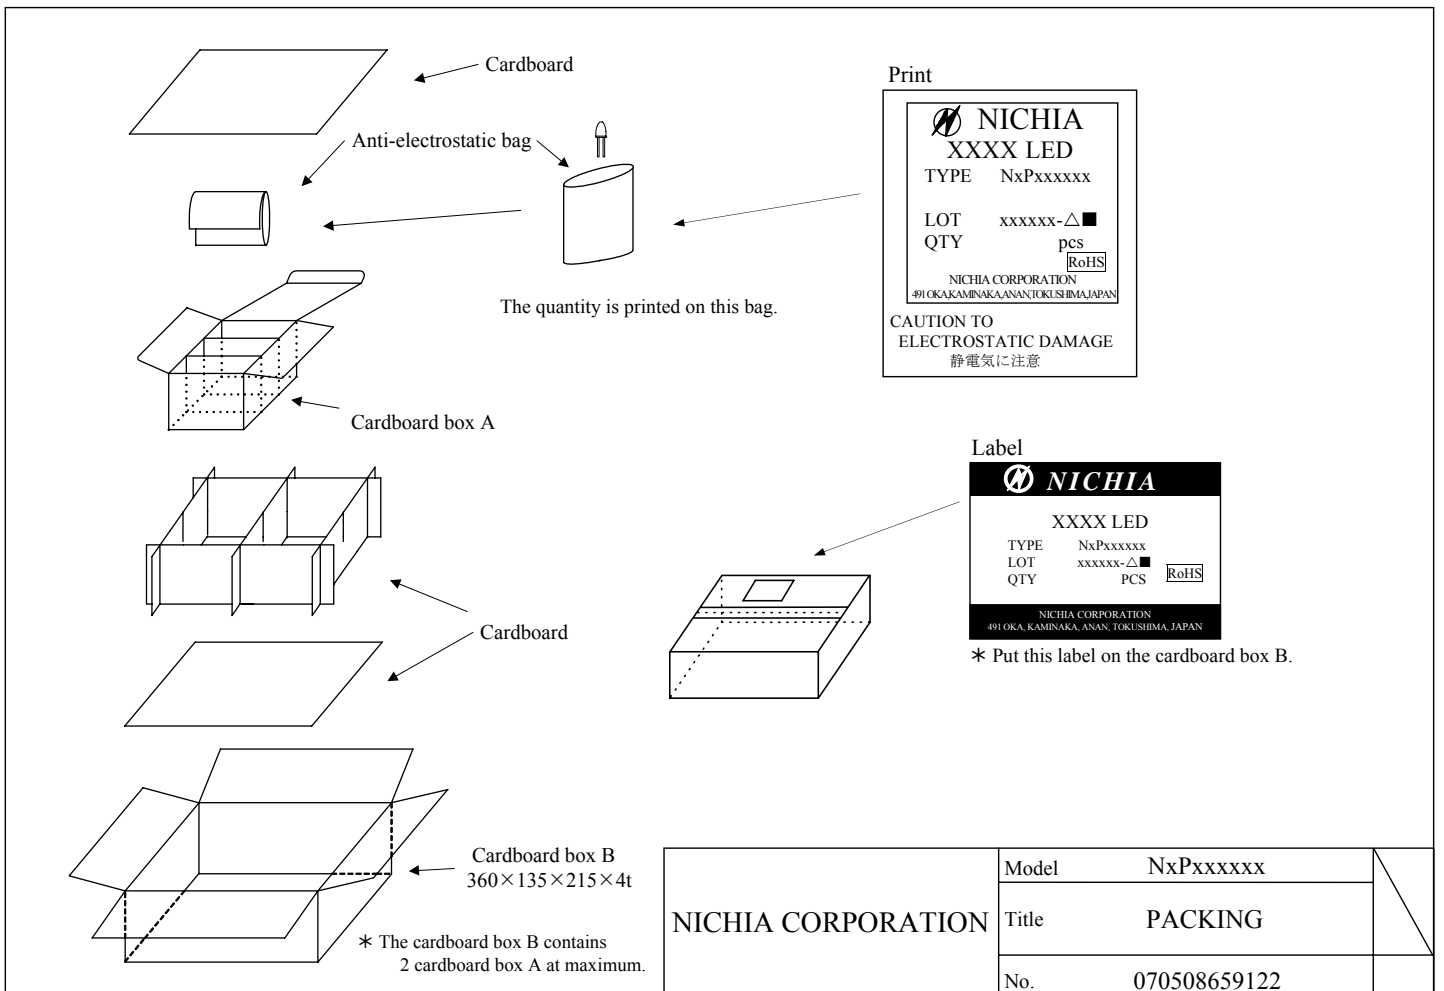 Cardboard
Anti-electrostatic bag
The quantity is printed on this bag.
Cardboard box A
Cardboard
Cardboard box B
360×135×215×4t
* The cardboard box B contains
2 cardboard box A at maximum.
Print
NICHIA
XXXX LED
TYPE NxPxxxxxx
LOT xxxxxx-△■
QTY pcs
RoHS
NICHIA CORPORATION
491 OKA,KAMINAKA,ANAN,TOKUSHIMA,JAPAN
CAUTION TO
ELECTROSTATIC DAMAGE
静電気に注意
Label
NICHIA
XXXX LED
TYPE NxPxxxxxx
LOT xxxxxx-△■
QTY PCS
RoHS
NICHIA CORPORATION
491 OKA, KAMINAKA, ANAN, TOKUSHIMA, JAPAN
* Put this label on the cardboard box B.
NICHIA CORPORATION
Model NxPxxxxxx
Title PACKING
No. 070508659122